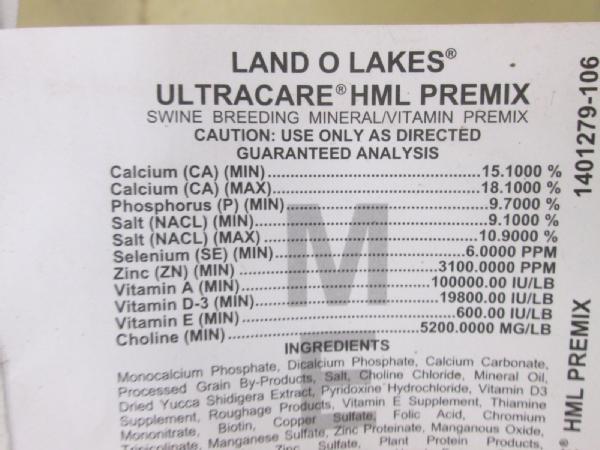 LAND O LAKES®
ULTRACARE® HML PREMIX
SWINE BREEDING MINERAL/VITAMIN PREMIX
CAUTION: USE ONLY AS DIRECTED
GUARANTEED ANALYSIS
Calcium (CA) (MIN) 15.1000 %
Calcium (CA) (MAX) 18.1000 %
Phosphorus (P) (MIN) 9.7000 %
Salt (NACL) (MIN) 9.1000 %
Salt (NACL) (MAX) 10.9000 %
Selenium (SE) (MIN) 6.0000 PPM
Zinc (ZN) (MIN) 3100.0000 PPM
Vitamin A (MIN) 100000.00 IU/LB
Vitamin D-3 (MIN) 19800.00 IU/LB
Vitamin E (MIN) 600.00 IU/LB
Choline (MIN) 5200.0000 MG/LB
INGREDIENTS
Monocalcium Phosphate, Dicalcium Phosphate, Calcium Carbonate,
Processed Grain By-Products, Salt, Choline Chloride, Mineral Oil,
Dried Yucca Shidigera Extract, Pyridoxine Hydrochloride, Vitamin D3
Supplement, Roughage Products, Vitamin E Supplement, Thiamine
Mononitrate, Biotin, Copper Sulfate, Folic Acid, Chromium
Tripicolinate, Manganese Sulfate, Zinc Proteinate, Manganous Oxide,
Zinc Sulfate, Plant Protein Products,
M
E
1401279-106
HML PREMIX